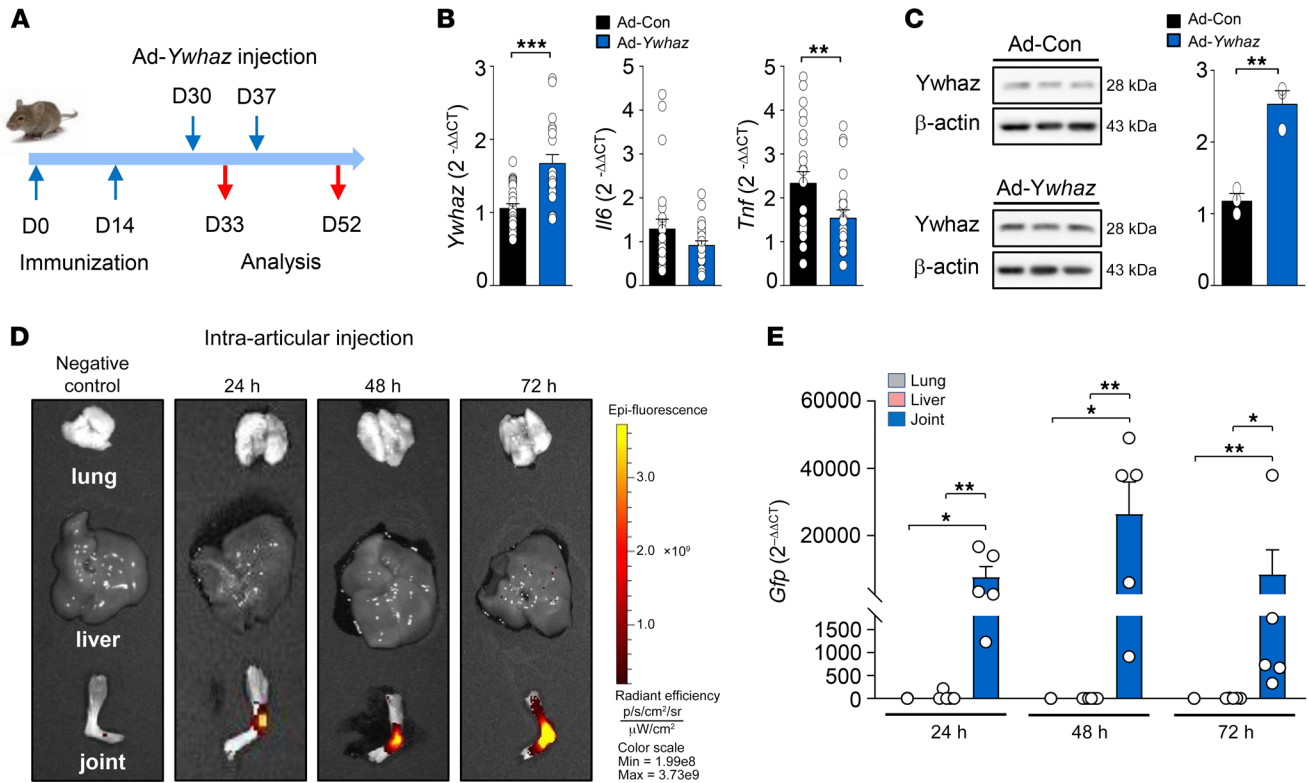 A
Ad-Ywhaz injection
D30
D37
D0
D14
D33
D52
Immunization
Analysis
B
Ad-Con
Ad-Ywhaz
***
Ywhaz (2 -ΔΔCT)
3
2
1
0
Il6 (2 -ΔΔCT)
5
4
3
2
1
0
**
Tnf (2 -ΔΔCT)
5
4
3
2
1
0
C
Ad-Con
Ywhaz
28 kDa
β-actin
43 kDa
Ad-Ywhaz
Ywhaz
28 kDa
β-actin
43 kDa
Ad-Con
Ad-Ywhaz
**
3
2
1
0
D
Intra-articular injection
Negative
control
24 h
48 h
72 h
lung
liver
joint
Epi-fluorescence
3.0
2.0 ×10⁹
1.0
Radiant efficiency
p/s/cm²/sr
μW/cm²
Color scale
Min = 1.99e8
Max = 3.73e9
E
Lung
Liver
Joint
Gfp (2−ΔΔCT)
60000
40000
20000
1500
1000
500
0
*
**
*
**
**
*
24 h
48 h
72 h